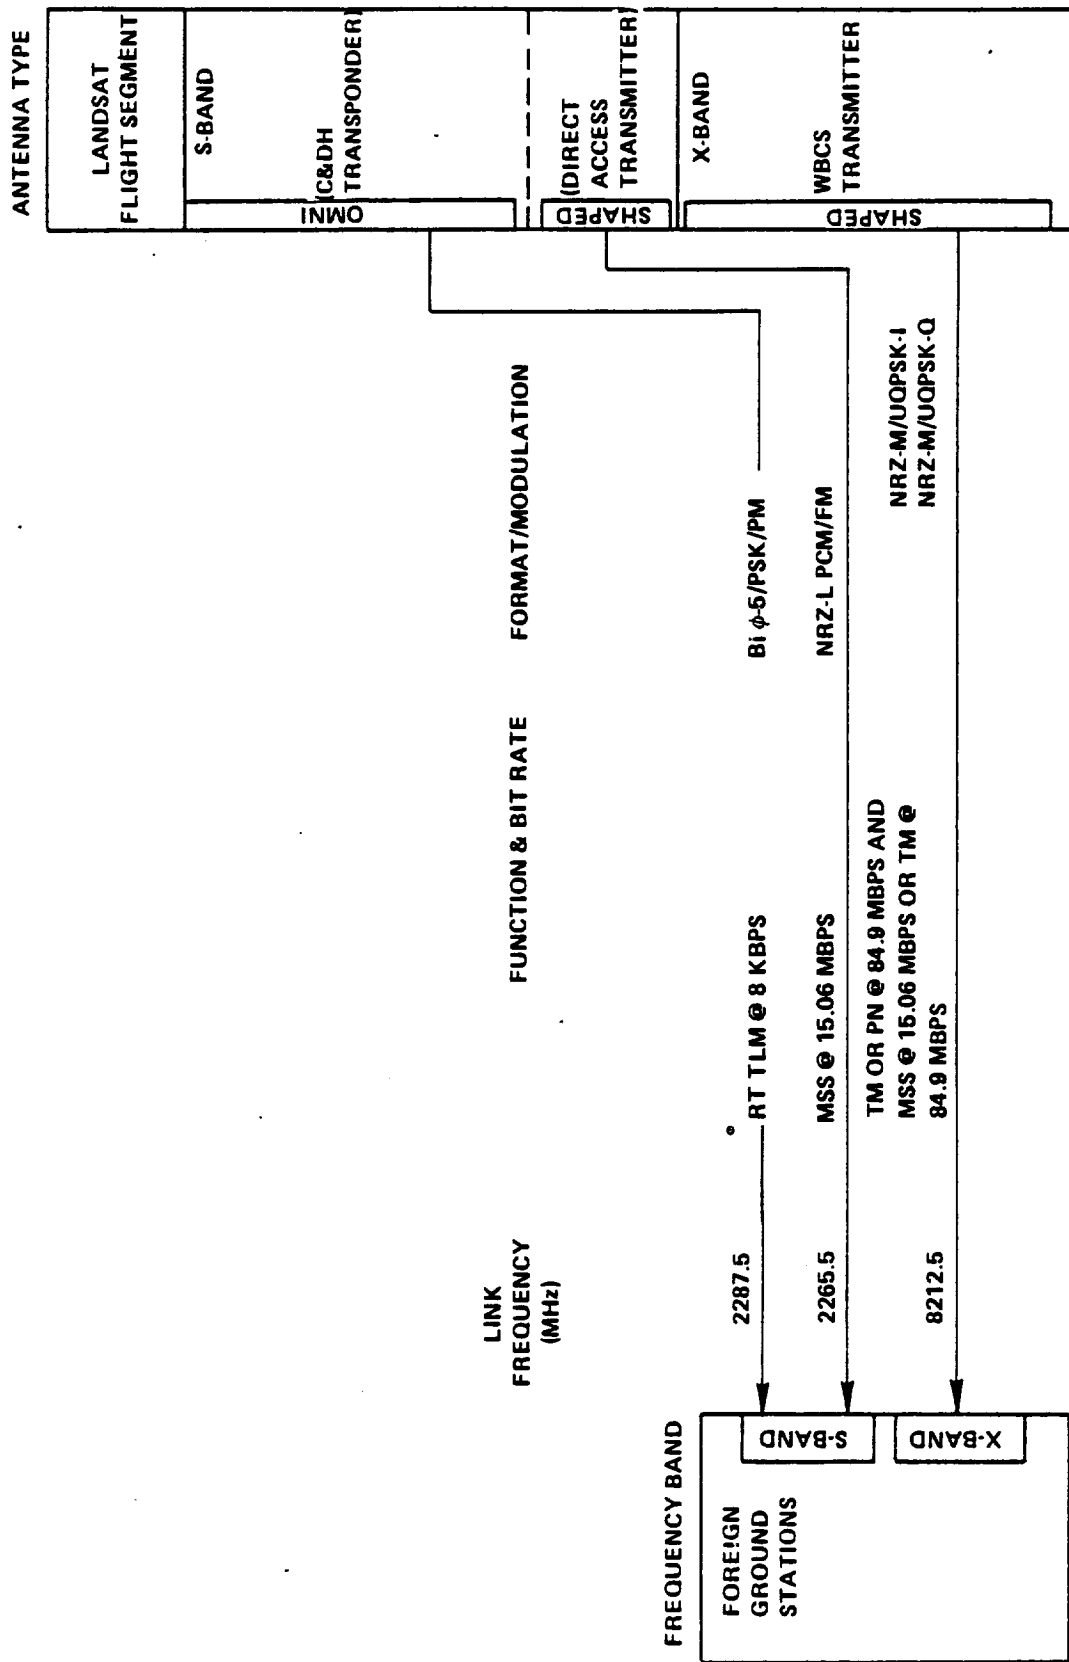 ANTENNA TYPE
LANDSAT
FLIGHT SEGMENT
S-BAND
(C&DH
TRANSPONDER)
OMNI
(DIRECT
ACCESS
TRANSMITTER)
SHAPED
X-BAND
WBCS
TRANSMITTER
SHAPED
FORMAT/MODULATION
Bi ϕ-5/PSK/PM
NRZ-L PCM/FM
NRZ-M/UQPSK-I
NRZ-M/UQPSK-Q
FUNCTION & BIT RATE
RT TLM @ 8 KBPS
MSS @ 15.06 MBPS
TM OR PN @ 84.9 MBPS AND
MSS @ 15.06 MBPS OR TM @
84.9 MBPS
LINK
FREQUENCY
(MHz)
2287.5
2265.5
8212.5
FREQUENCY BAND
FOREIGN
GROUND
STATIONS
S-BAND
X-BAND